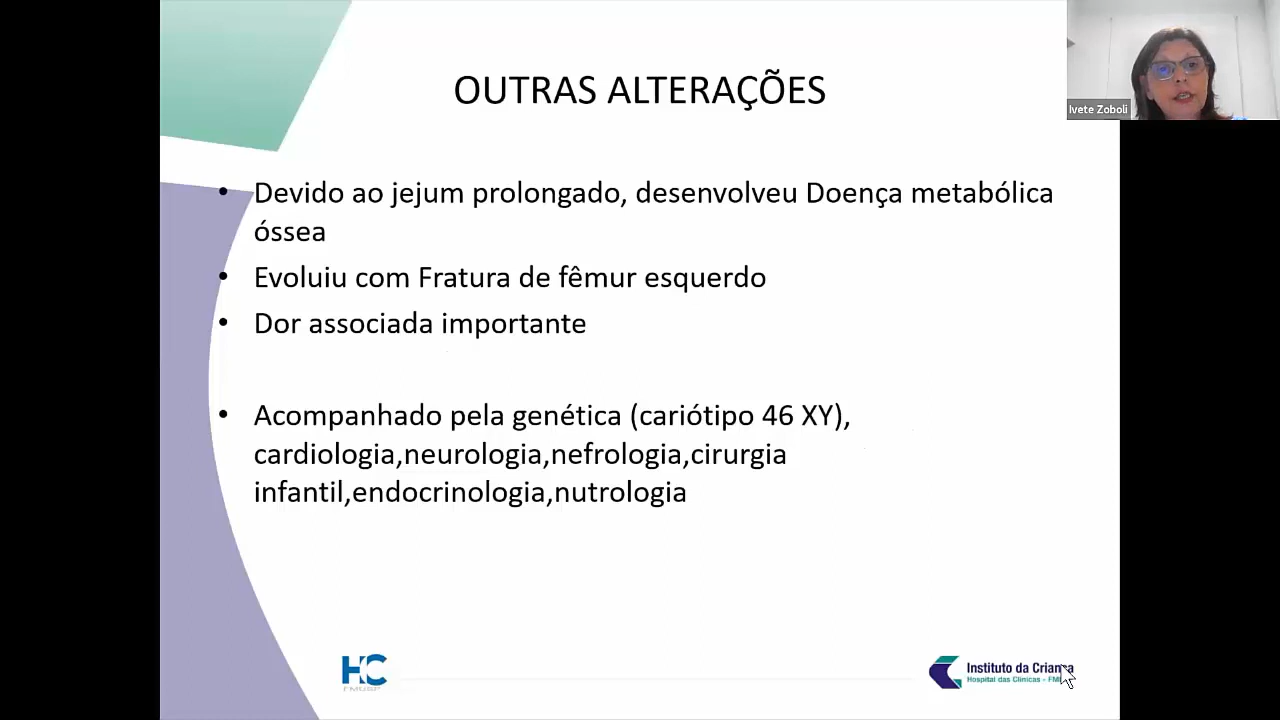 OUTRAS ALTERAÇÕES
Ivete Zoboli
• Devido ao jejum prolongado, desenvolveu Doença metabólica
óssea
• Evoluiu com Fratura de fêmur esquerdo
• Dor associada importante
• Acompanhado pela genética (cariótipo 46 XY),
cardiologia,neurologia,nefrologia,cirurgia
infantil,endocrinologia,nutrologia
HC
FMUSP
Instituto da Criança
Hospital das Clínicas -